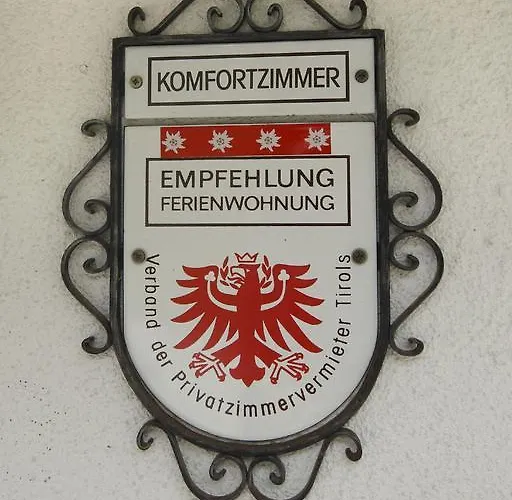 KOMFORTZIMMER
EMPFEHLUNG
FERIENWOHNUNG
Verband der Privatzimmervermieter Tirols